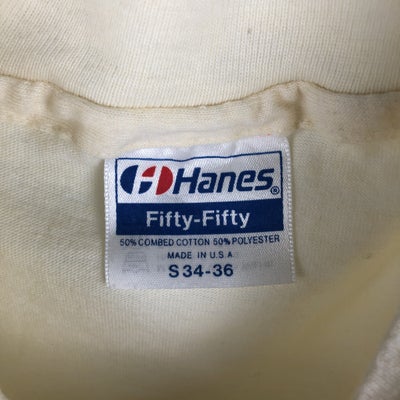 Hanes®
Fifty-Fifty
50% COMBED COTTON 50% POLYESTER
MADE IN U.S.A.
S 34-36